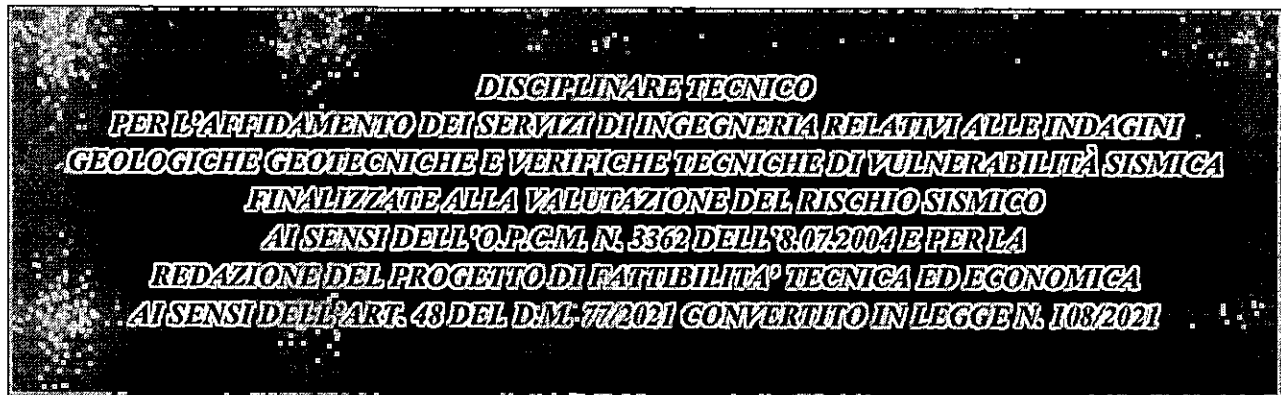 DISCIPLINARE TECNICO
PER L'AFFIDAMENTO DEI SERVIZI DI INGEGNERIA RELATIVI ALLE INDAGINI
GEOLOGICHE GEOTECNICHE E VERIFICHE TECNICHE DI VULNERABILITÀ SISMICA
FINALIZZATE ALLA VALUTAZIONE DEL RISCHIO SISMICO
AI SENSI DELL'O.P.C.M. N. 3362 DELL'8.07.2004 E PER LA
REDAZIONE DEL PROGETTO DI FATTIBILITA' TECNICA ED ECONOMICA
AI SENSI DELL'ART. 48 DEL D.M. 77/2021 CONVERTITO IN LEGGE N. 108/2021